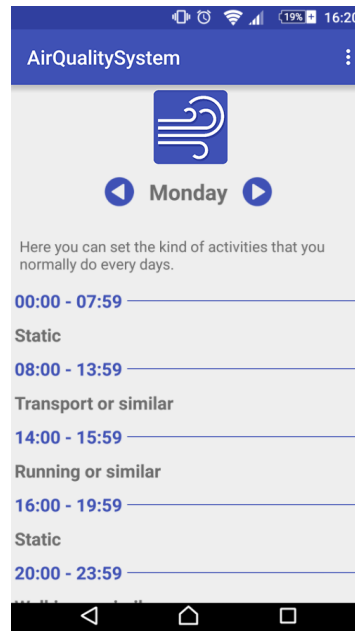 19% 16:20
AirQualitySystem
Monday
Here you can set the kind of activities that you
normally do every days.
00:00 - 07:59
Static
08:00 - 13:59
Transport or similar
14:00 - 15:59
Running or similar
16:00 - 19:59
Static
20:00 - 23:59